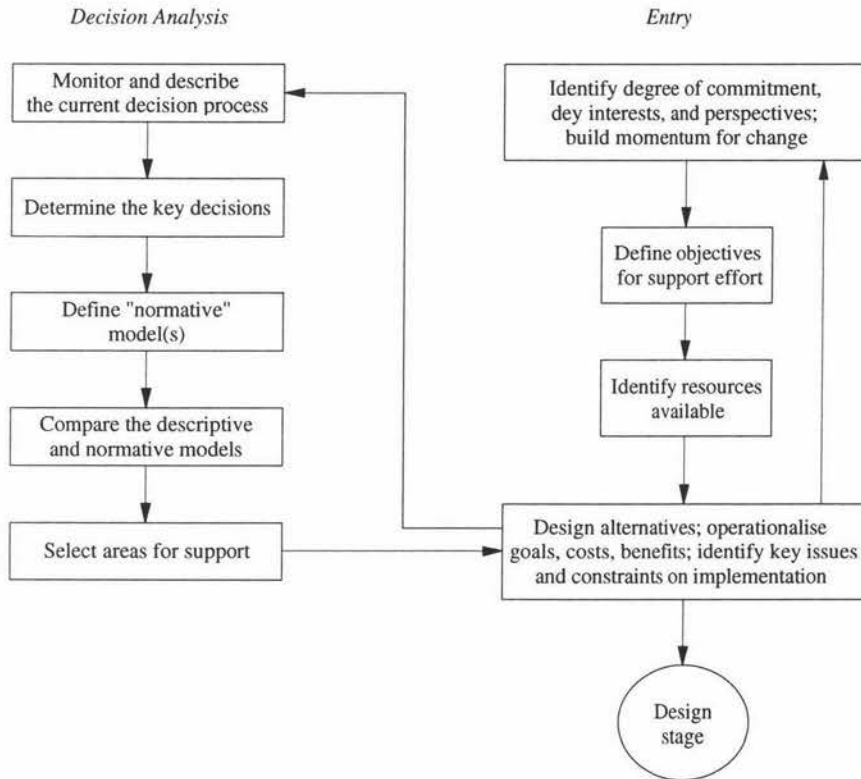 Decision Analysis
Monitor and describe
the current decision process
Determine the key decisions
Define "normative"
model(s)
Compare the descriptive
and normative models
Select areas for support
Entry
Identify degree of commitment,
dey interests, and perspectives;
build momentum for change
Define objectives
for support effort
Identify resources
available
Design alternatives; operationalise
goals, costs, benefits; identify key issues
and constraints on implementation
Design
stage